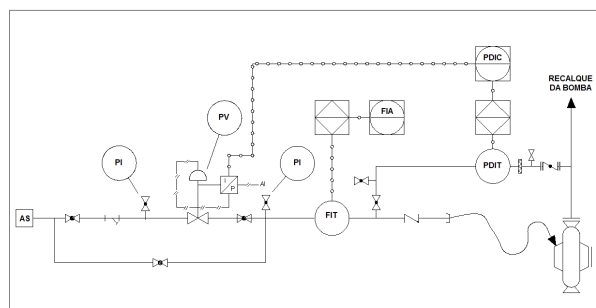 PDIC
RECALQUE
DA BOMBA
PV
FIA
PI
PI
PDIT
I
P
AI
AS
FIT